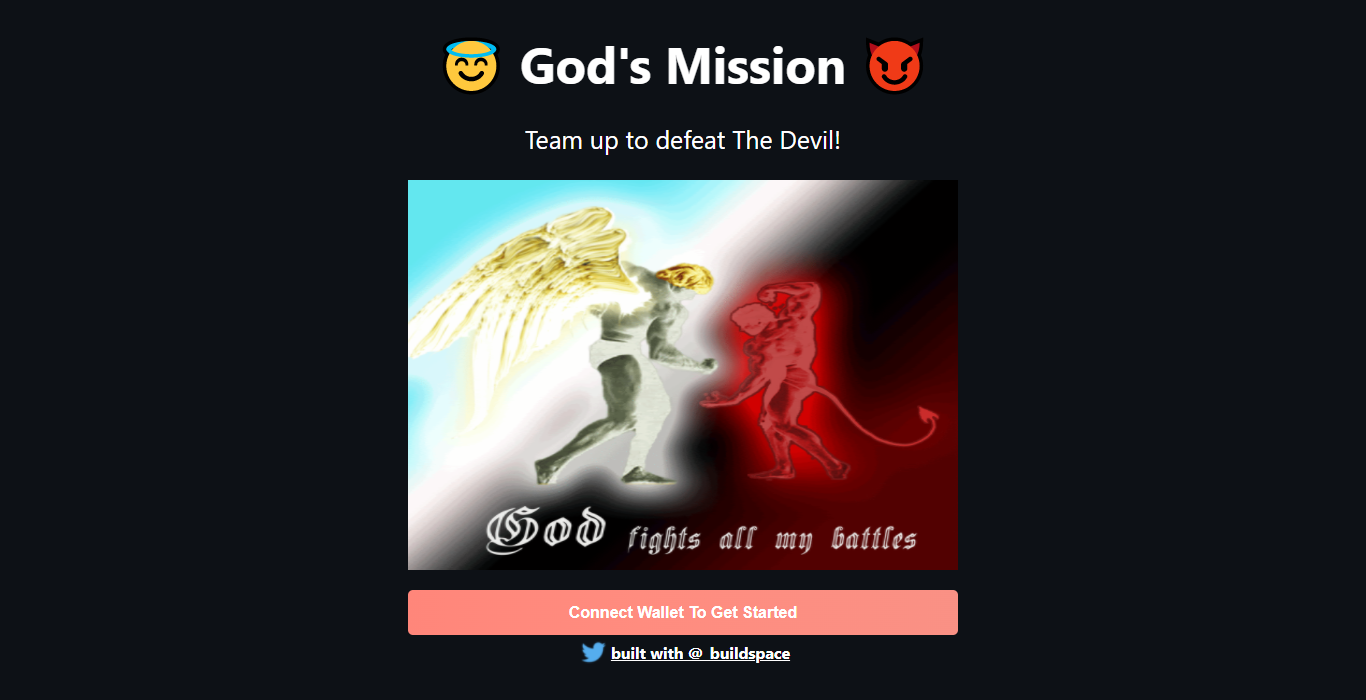 God's Mission
Team up to defeat The Devil!
God fights all my battles
Connect Wallet To Get Started
built with @_buildspace